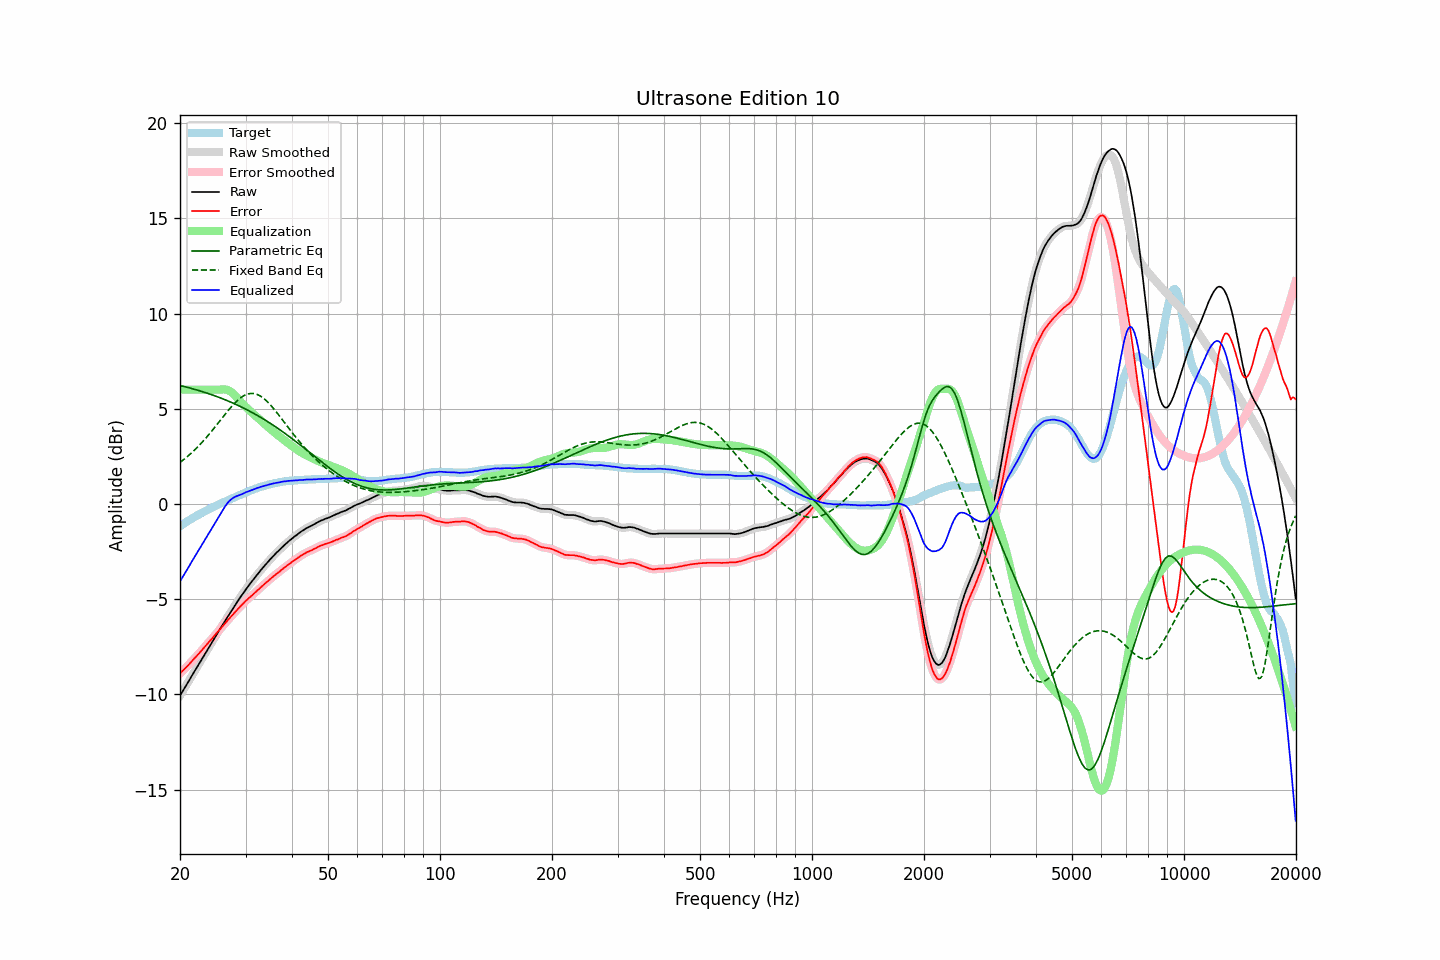 Ultrasone Edition 10
Target
Raw Smoothed
Error Smoothed
Raw
Error
Equalization
Parametric Eq
Fixed Band Eq
Equalized
20
15
10
5
0
−5
−10
−15
Amplitude (dBr)
20
50
100
200
500
1000
2000
5000
10000
20000
Frequency (Hz)